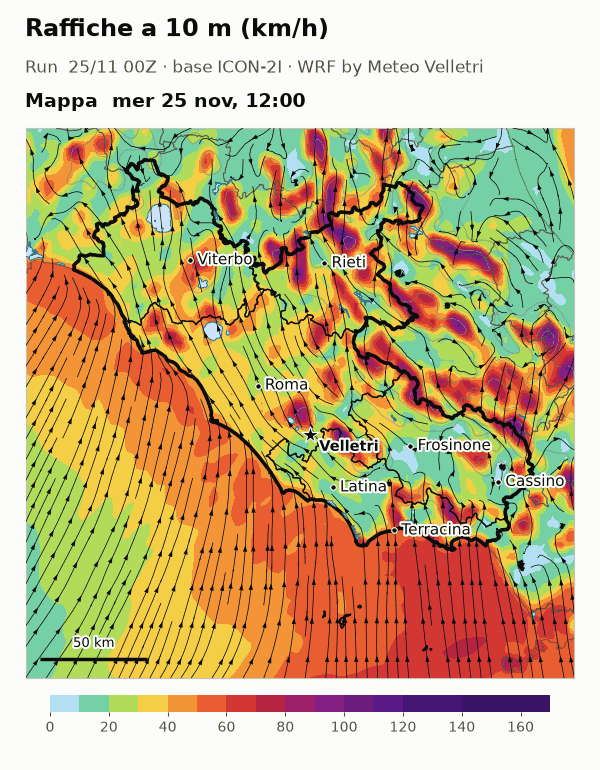 Raffiche a 10 m (km/h)
Run  25/11 00Z · base ICON-2I · WRF by Meteo Velletri
Mappa  mer 25 nov, 12:00
Viterbo
Rieti
Roma
Velletri
Frosinone
Cassino
Latina
Terracina
50 km
0 20 40 60 80 100 120 140 160